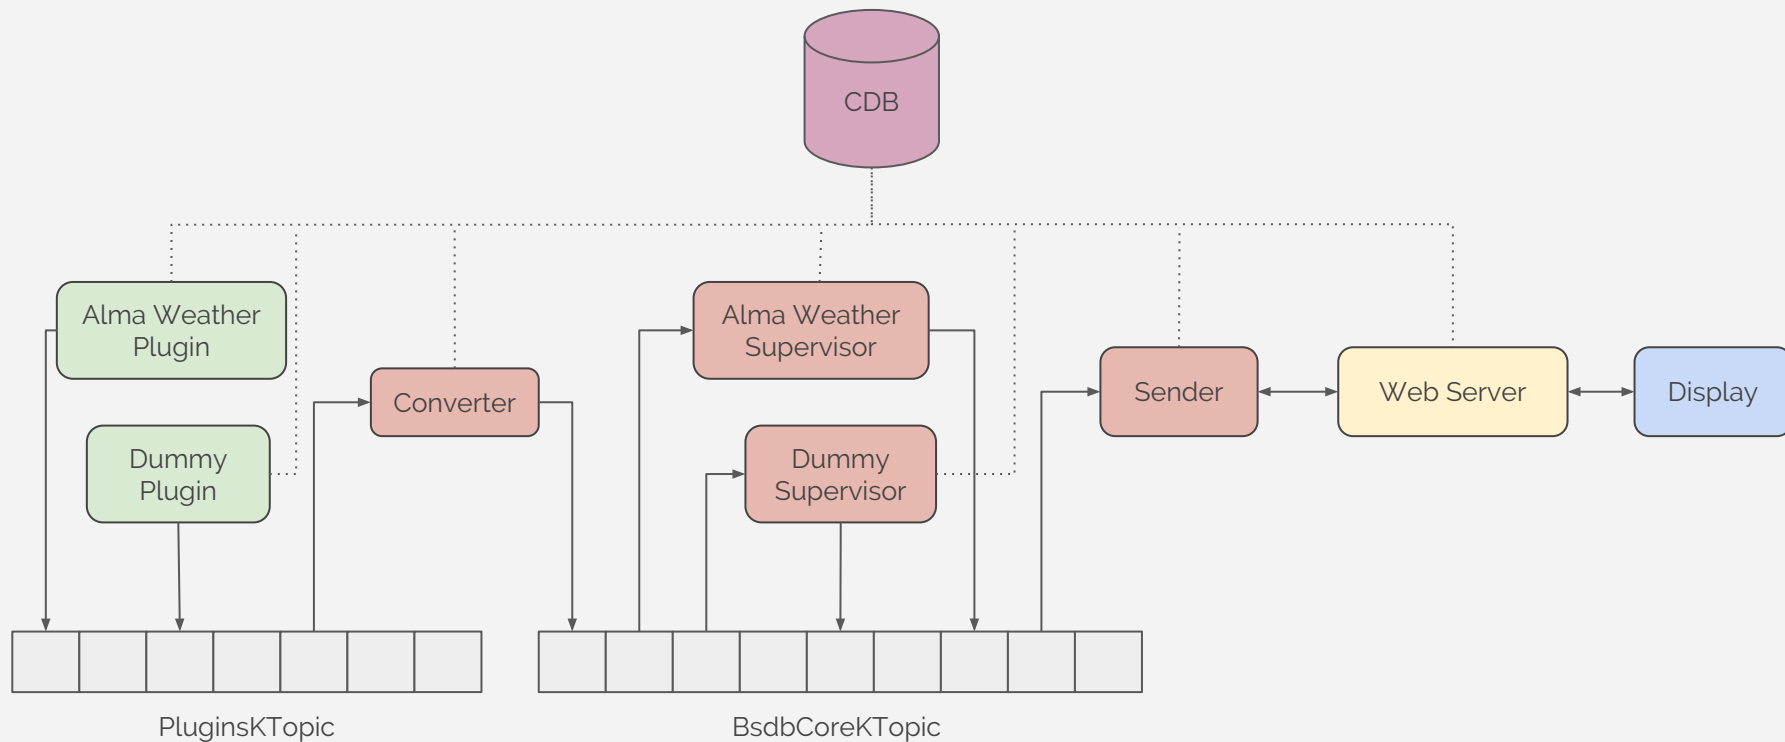 CDB
Alma Weather
Plugin
Dummy
Plugin
Converter
Alma Weather
Supervisor
Dummy
Supervisor
Sender
Web Server
Display
PluginsKTopic
BsdbCoreKTopic